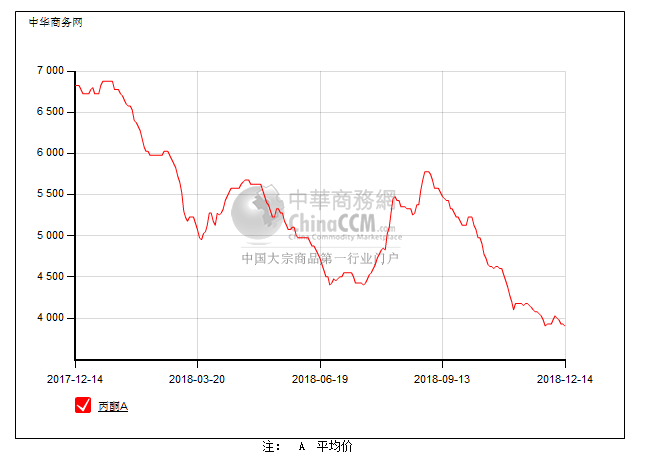 中华商务网
7 000
6 500
6 000
5 500
5 000
4 500
4 000
中華商務網
ChinaCCM.com
China Commodity Marketplace
中国大宗商品第一行业门户
2017-12-14
2018-03-20
2018-06-19
2018-09-13
2018-12-14
丙酮A
注： A 平均价